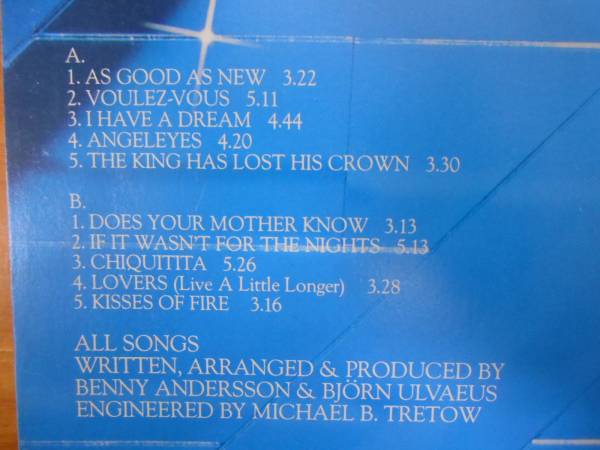 A.
1. AS GOOD AS NEW 3.22
2. VOULEZ-VOUS 5.11
3. I HAVE A DREAM 4.44
4. ANGELEYES 4.20
5. THE KING HAS LOST HIS CROWN 3.30
B.
1. DOES YOUR MOTHER KNOW 3.13
2. IF IT WASN'T FOR THE NIGHTS 5.13
3. CHIQUITITA 5.26
4. LOVERS (Live A Little Longer) 3.28
5. KISSES OF FIRE 3.16
ALL SONGS
WRITTEN, ARRANGED & PRODUCED BY
BENNY ANDERSSON & BJÖRN ULVAEUS
ENGINEERED BY MICHAEL B. TRETOW